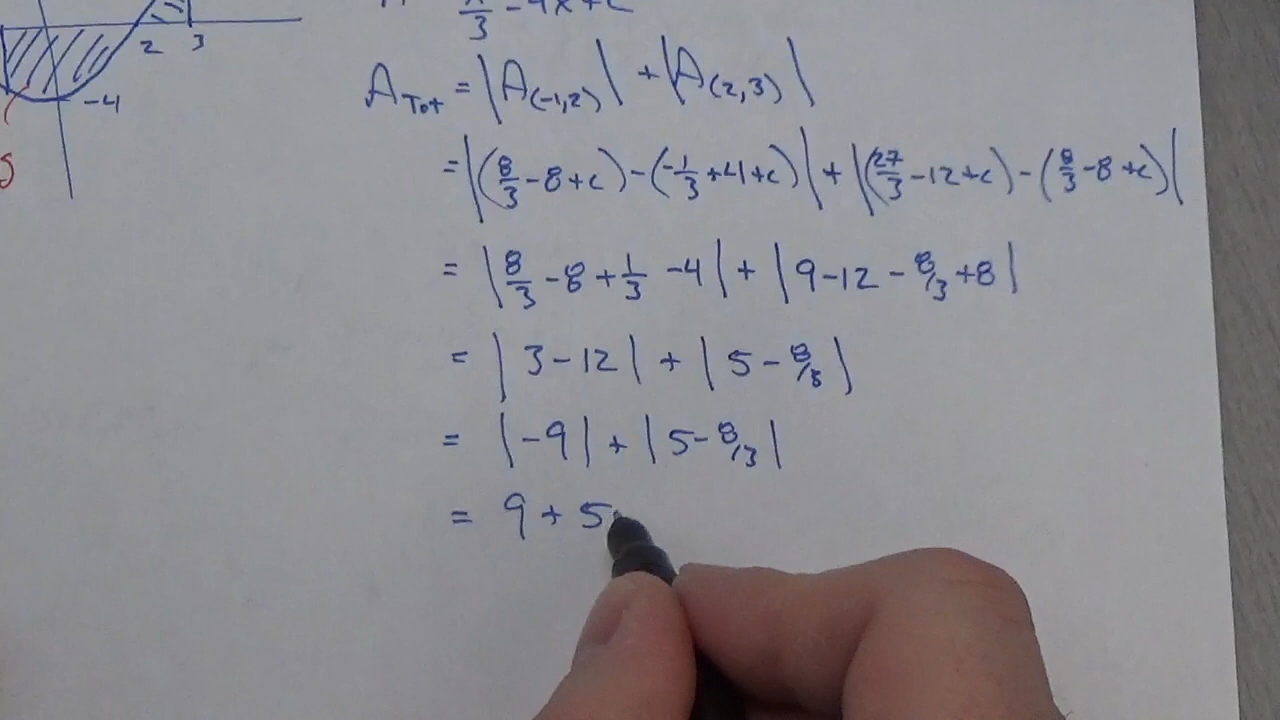 x/3 - 4x + c
2 3
-4
A_Tot = |A_(-1,2)| + |A_(2,3)|
= |(8/3 - 8 + c) - (-1/3 + 4 + c)| + |(27/3 - 12 + c) - (8/3 - 8 + c)|
= |8/3 - 8 + 1/3 - 4| + |9 - 12 - 8/3 + 8|
= |3 - 12| + |5 - 8/3|
= |-9| + |5 - 8/3|
= 9 + 5